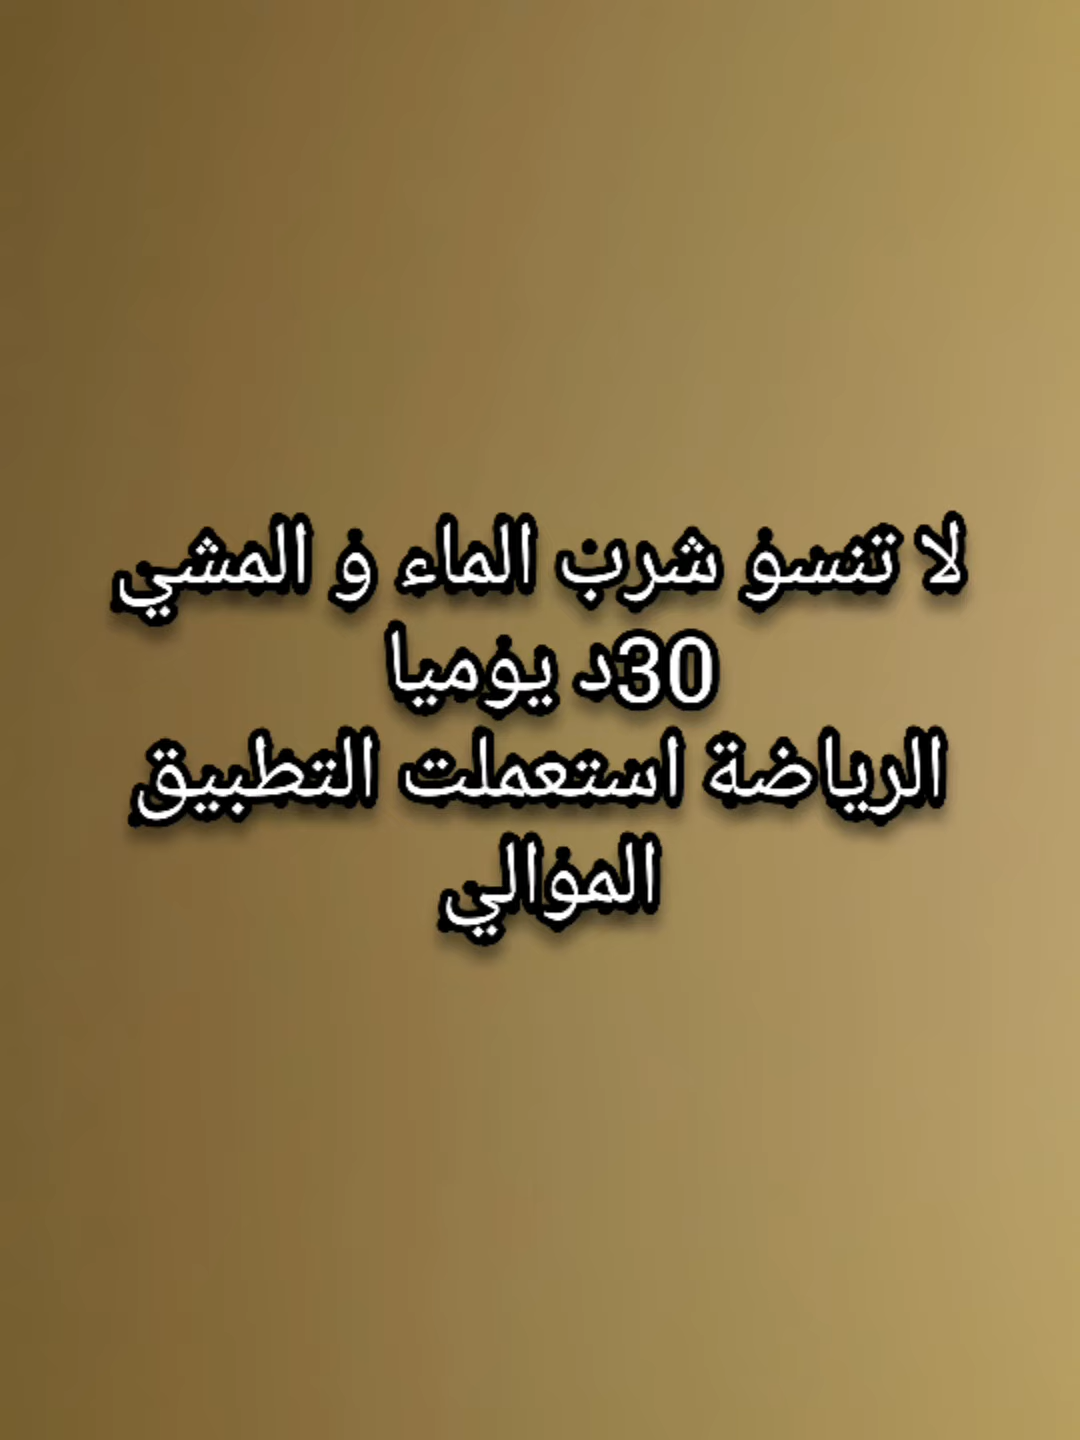 لا تنسو شرب الماء و المشي
30د يوميا
الرياضة استعملت التطبيق
الموالي